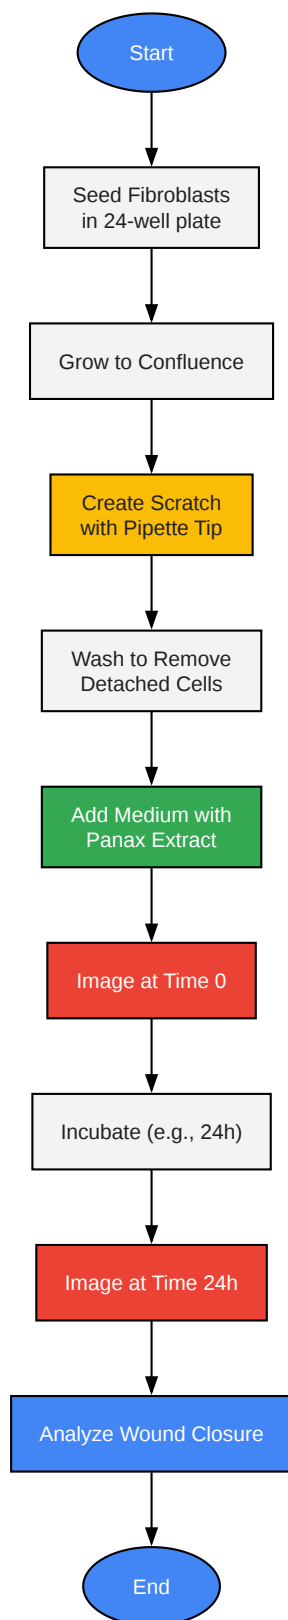 Start
Seed Fibroblasts
in 24-well plate
Grow to Confluence
Create Scratch
with Pipette Tip
Wash to Remove
Detached Cells
Add Medium with
Panax Extract
Image at Time 0
Incubate (e.g., 24h)
Image at Time 24h
Analyze Wound Closure
End